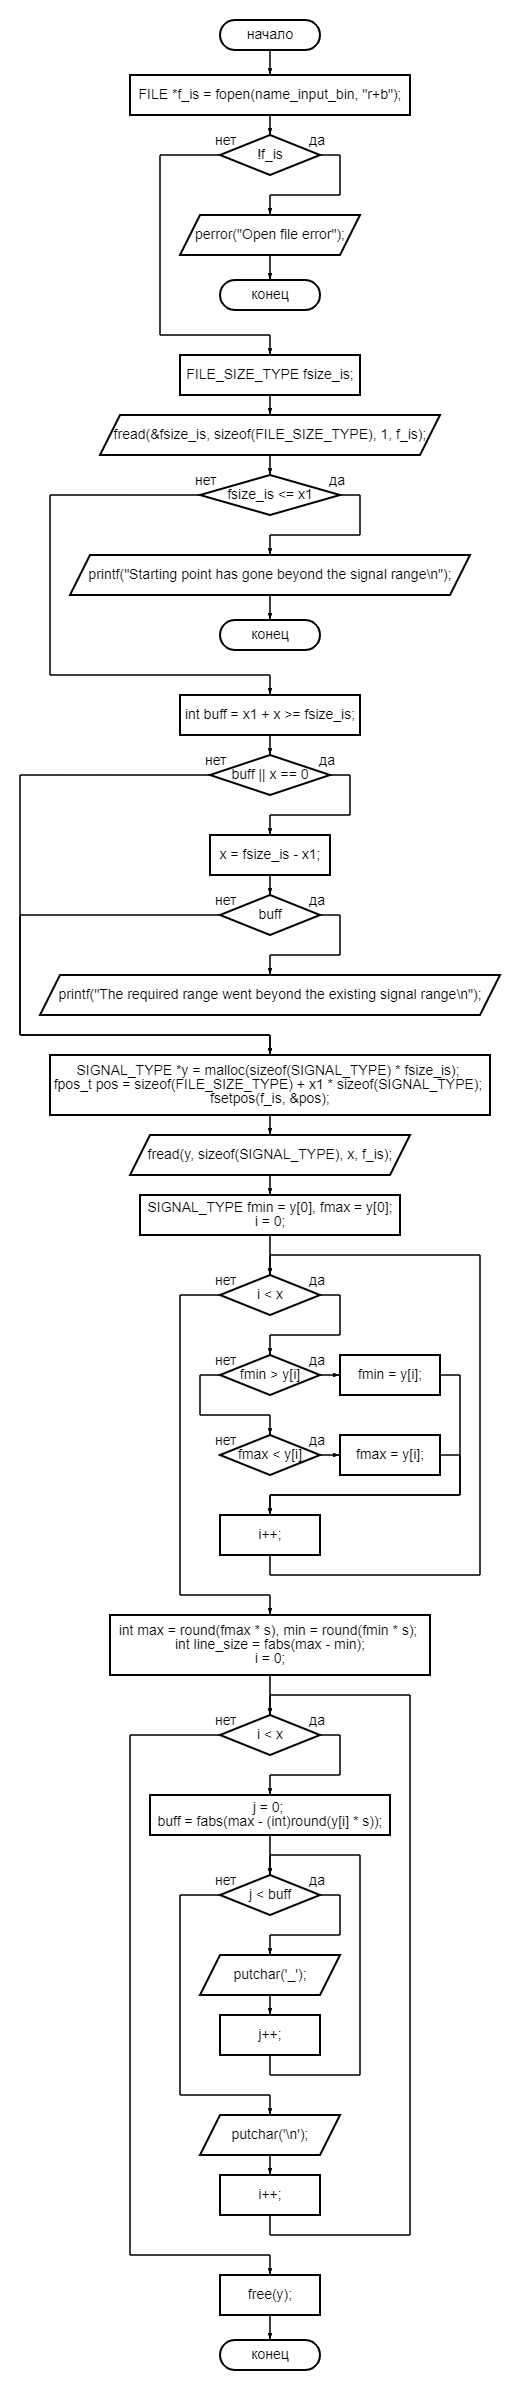 начало
FILE *f_is = fopen(name_input_bin, "r+b");
нет да
!f_is
perror("Open file error");
конец
FILE_SIZE_TYPE fsize_is;
fread(&fsize_is, sizeof(FILE_SIZE_TYPE), 1, f_is);
нет да
fsize_is <= x1
printf("Starting point has gone beyond the signal range\n");
конец
int buff = x1 + x >= fsize_is;
нет да
buff || x == 0
x = fsize_is - x1;
нет да
buff
printf("The required range went beyond the existing signal range\n");
SIGNAL_TYPE *y = malloc(sizeof(SIGNAL_TYPE) * fsize_is);
fpos_t pos = sizeof(FILE_SIZE_TYPE) + x1 * sizeof(SIGNAL_TYPE);
fsetpos(f_is, &pos);
fread(y, sizeof(SIGNAL_TYPE), x, f_is);
SIGNAL_TYPE fmin = y[0], fmax = y[0];
i = 0;
нет да
i < x
нет да
fmin > y[i]
fmin = y[i];
нет да
fmax < y[i]
fmax = y[i];
i++;
int max = round(fmax * s), min = round(fmin * s);
int line_size = fabs(max - min);
i = 0;
нет да
i < x
j = 0;
buff = fabs(max - (int)round(y[i] * s));
нет да
j < buff
putchar('_');
j++;
putchar('\n');
i++;
free(y);
конец